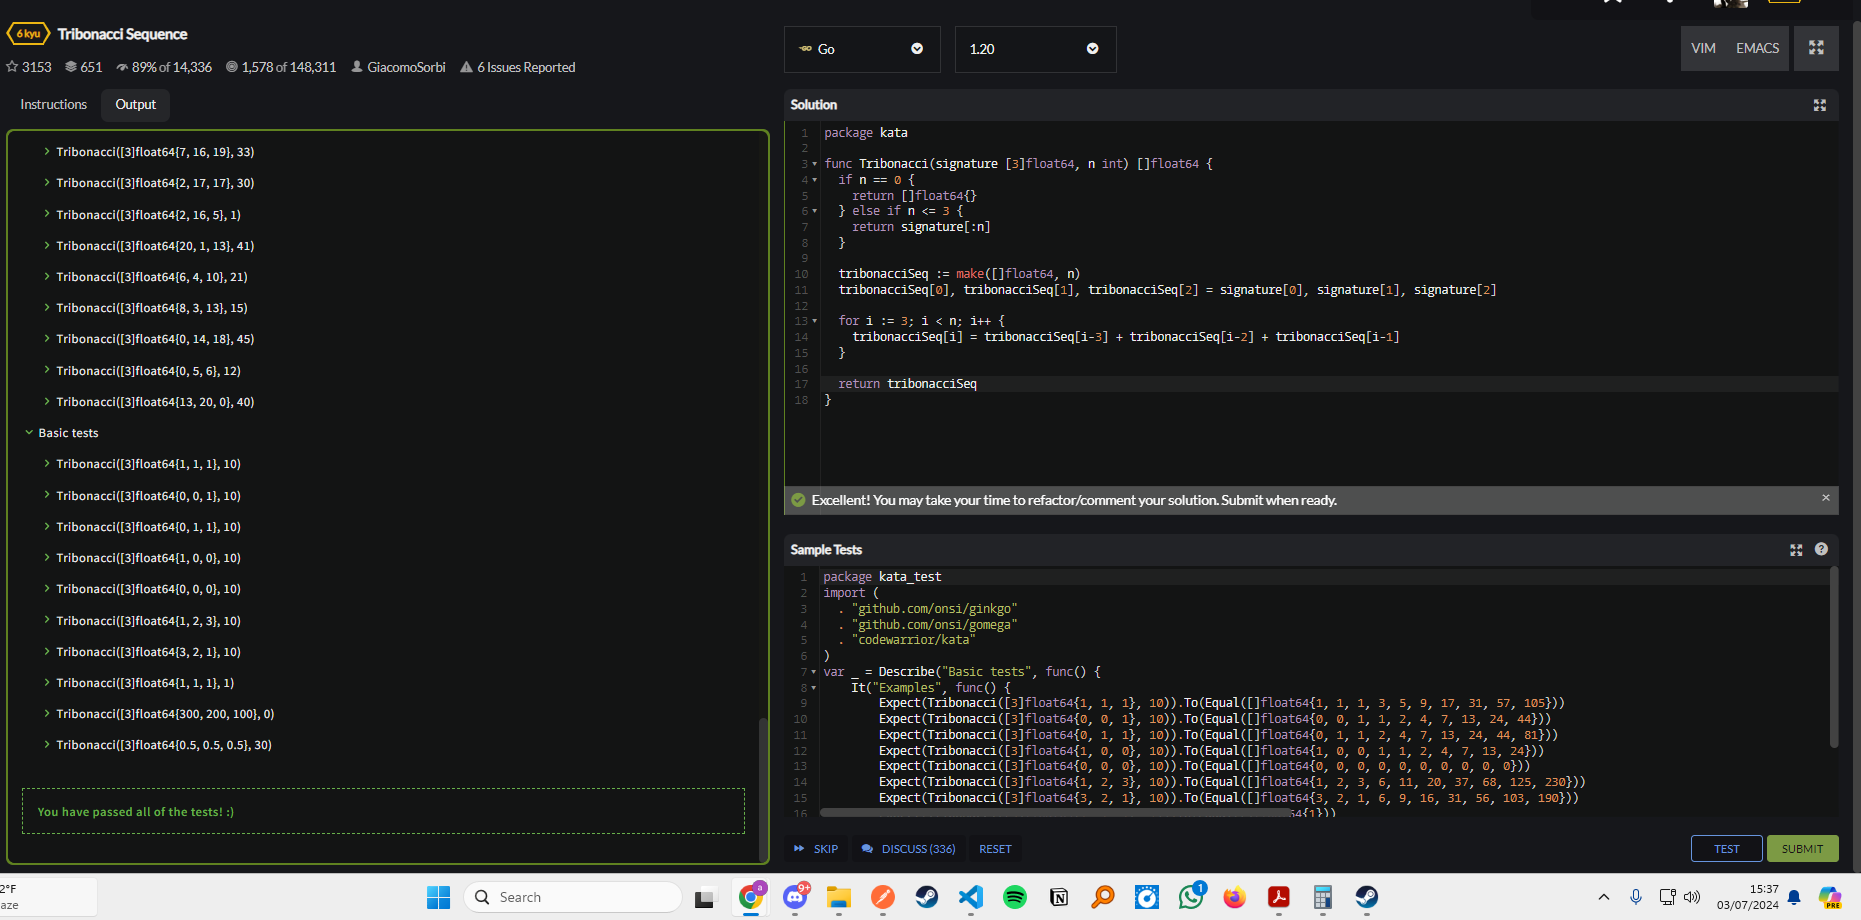 6 kyu Tribonacci Sequence
3153 651 89% of 14,336 1,578 of 148,311 GiacomoSorbi 6 Issues Reported
Instructions Output
Tribonacci([3]float64{7, 16, 19}, 33)
Tribonacci([3]float64{2, 17, 17}, 30)
Tribonacci([3]float64{2, 16, 5}, 1)
Tribonacci([3]float64{20, 1, 13}, 41)
Tribonacci([3]float64{6, 4, 10}, 21)
Tribonacci([3]float64{8, 3, 13}, 15)
Tribonacci([3]float64{0, 14, 18}, 45)
Tribonacci([3]float64{0, 5, 6}, 12)
Tribonacci([3]float64{13, 20, 0}, 40)
Basic tests
Tribonacci([3]float64{1, 1, 1}, 10)
Tribonacci([3]float64{0, 0, 1}, 10)
Tribonacci([3]float64{0, 1, 1}, 10)
Tribonacci([3]float64{1, 0, 0}, 10)
Tribonacci([3]float64{0, 0, 0}, 10)
Tribonacci([3]float64{1, 2, 3}, 10)
Tribonacci([3]float64{3, 2, 1}, 10)
Tribonacci([3]float64{1, 1, 1}, 1)
Tribonacci([3]float64{300, 200, 100}, 0)
Tribonacci([3]float64{0.5, 0.5, 0.5}, 30)
You have passed all of the tests! :)
Go 1.20 VIM EMACS
Solution
1 package kata
2
3 func Tribonacci(signature [3]float64, n int) []float64 {
4 if n == 0 {
5 return []float64{}
6 } else if n <= 3 {
7 return signature[:n]
8 }
9
10 tribonacciSeq := make([]float64, n)
11 tribonacciSeq[0], tribonacciSeq[1], tribonacciSeq[2] = signature[0], signature[1], signature[2]
12
13 for i := 3; i < n; i++ {
14 tribonacciSeq[i] = tribonacciSeq[i-3] + tribonacciSeq[i-2] + tribonacciSeq[i-1]
15 }
16
17 return tribonacciSeq
18 }
Excellent! You may take your time to refactor/comment your solution. Submit when ready.
Sample Tests
1 package kata_test
2 import (
3 . "github.com/onsi/ginkgo"
4 . "github.com/onsi/gomega"
5 . "codewarrior/kata"
6 )
7 var _ = Describe("Basic tests", func() {
8 It("Examples", func() {
9 Expect(Tribonacci([3]float64{1, 1, 1}, 10)).To(Equal([]float64{1, 1, 1, 3, 5, 9, 17, 31, 57, 105}))
10 Expect(Tribonacci([3]float64{0, 0, 1}, 10)).To(Equal([]float64{0, 0, 1, 1, 2, 4, 7, 13, 24, 44}))
11 Expect(Tribonacci([3]float64{0, 1, 1}, 10)).To(Equal([]float64{0, 1, 1, 2, 4, 7, 13, 24, 44, 81}))
12 Expect(Tribonacci([3]float64{1, 0, 0}, 10)).To(Equal([]float64{1, 0, 0, 1, 1, 2, 4, 7, 13, 24}))
13 Expect(Tribonacci([3]float64{0, 0, 0}, 10)).To(Equal([]float64{0, 0, 0, 0, 0, 0, 0, 0, 0, 0}))
14 Expect(Tribonacci([3]float64{1, 2, 3}, 10)).To(Equal([]float64{1, 2, 3, 6, 11, 20, 37, 68, 125, 230}))
15 Expect(Tribonacci([3]float64{3, 2, 1}, 10)).To(Equal([]float64{3, 2, 1, 6, 9, 16, 31, 56, 103, 190}))
16 64{1}))
SKIP DISCUSS (336) RESET TEST SUBMIT
2°F
aze
Search
a 9+ 1
15:37
03/07/2024
PRE